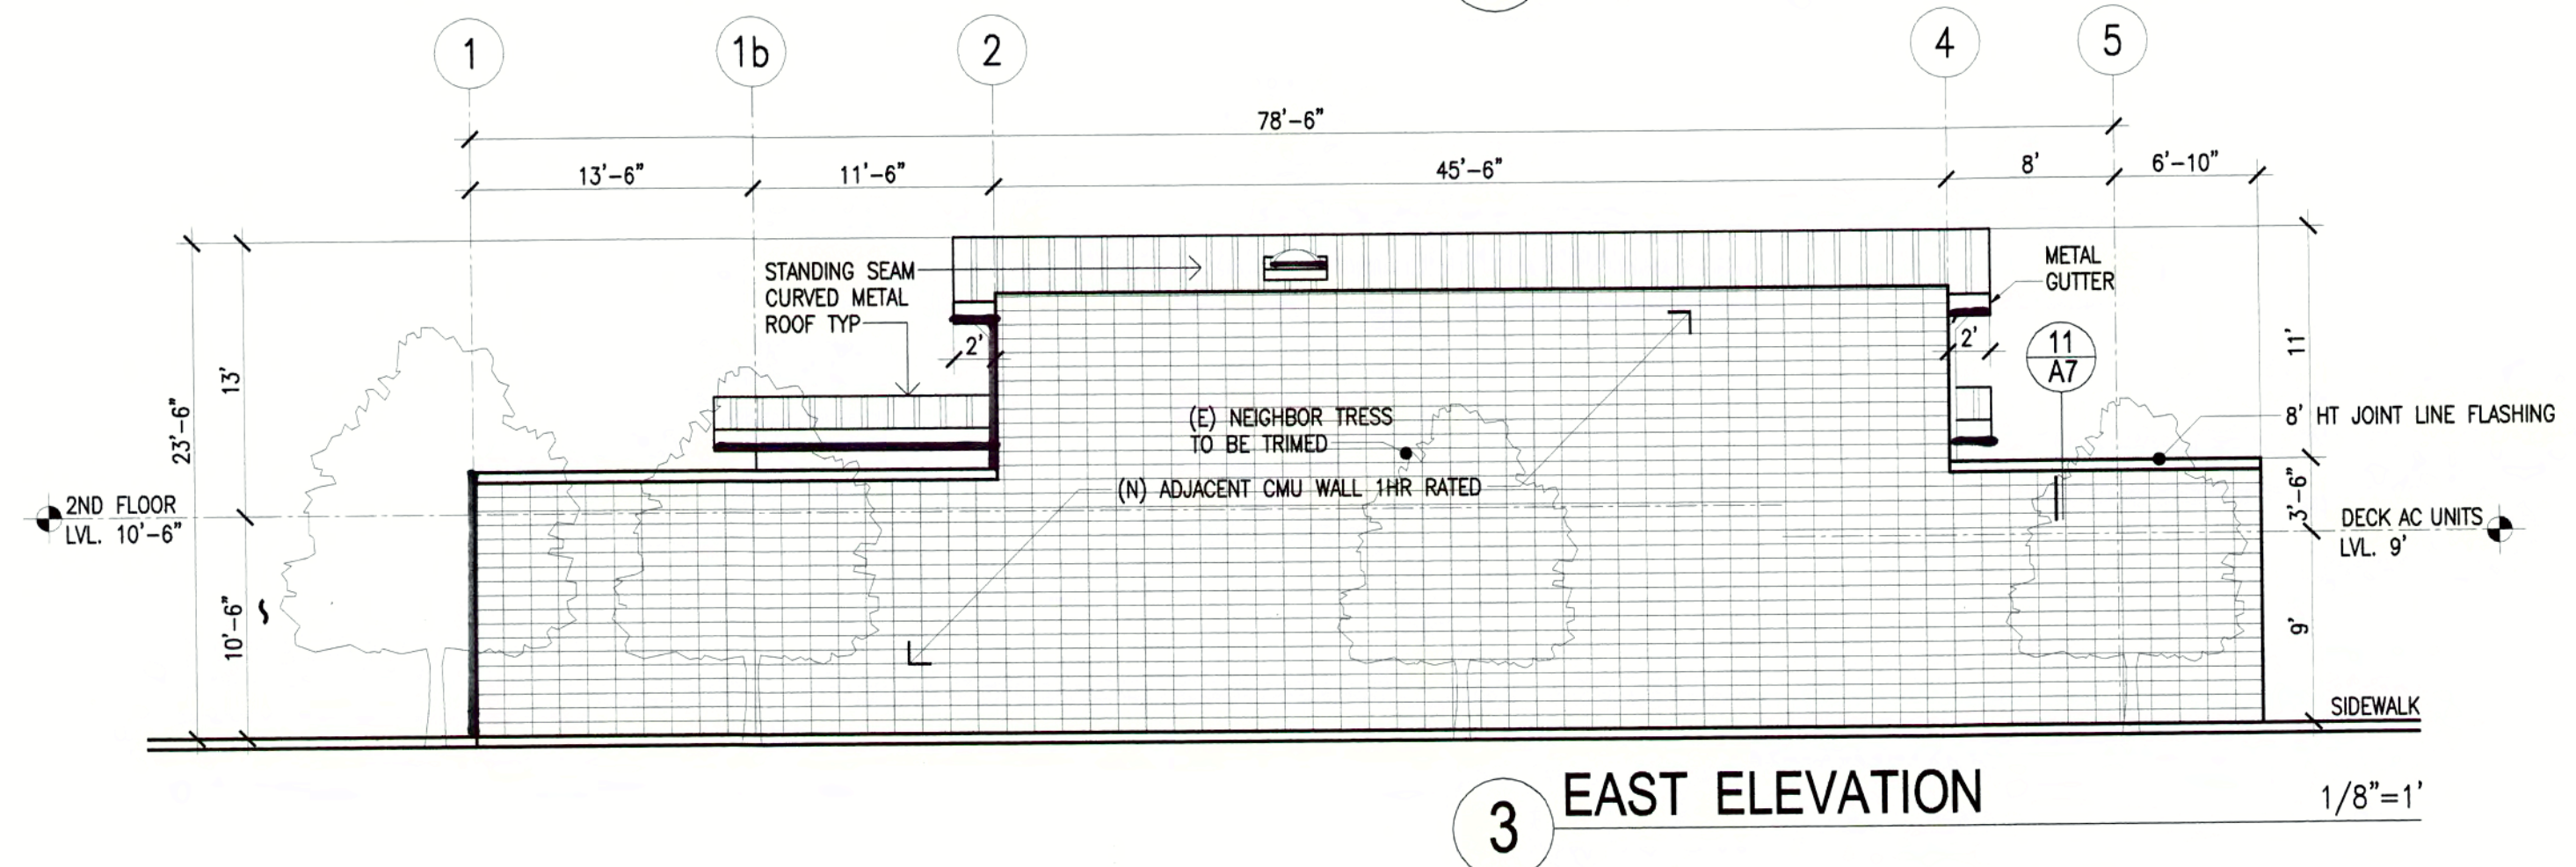 1
1b
2
4
5
78'-6"
13'-6"
11'-6"
45'-6"
8'
6'-10"
STANDING SEAM
CURVED METAL
ROOF TYP
METAL
GUTTER
2'
2'
11
A7
13'
23'-6"
11'
(E) NEIGHBOR TRESS
TO BE TRIMED
8' HT JOINT LINE FLASHING
(N) ADJACENT CMU WALL 1HR RATED
2ND FLOOR
LVL. 10'-6"
3'-6"
DECK AC UNITS
LVL. 9'
10'-6"
9'
SIDEWALK
3
EAST ELEVATION
1/8"=1'